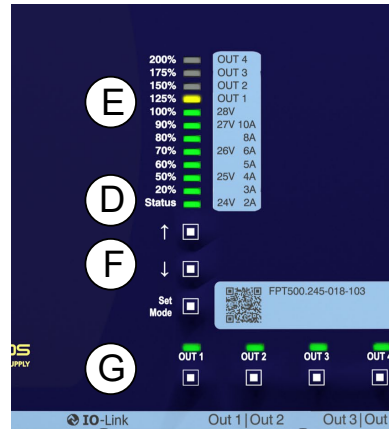 200% OUT 4
175% OUT 3
150% OUT 2
E
125% OUT 1
100% 28V
90% 27V 10A
80% 8A
70% 26V 6A
60% 5A
50% 25V 4A
D
20% 3A
Status 24V 2A
↑
F
↓
Set
Mode
FPT500.245-018-103
G
OUT 1 OUT 2 OUT 3 OUT 4
IO-Link Out 1|Out 2 Out 3|Out